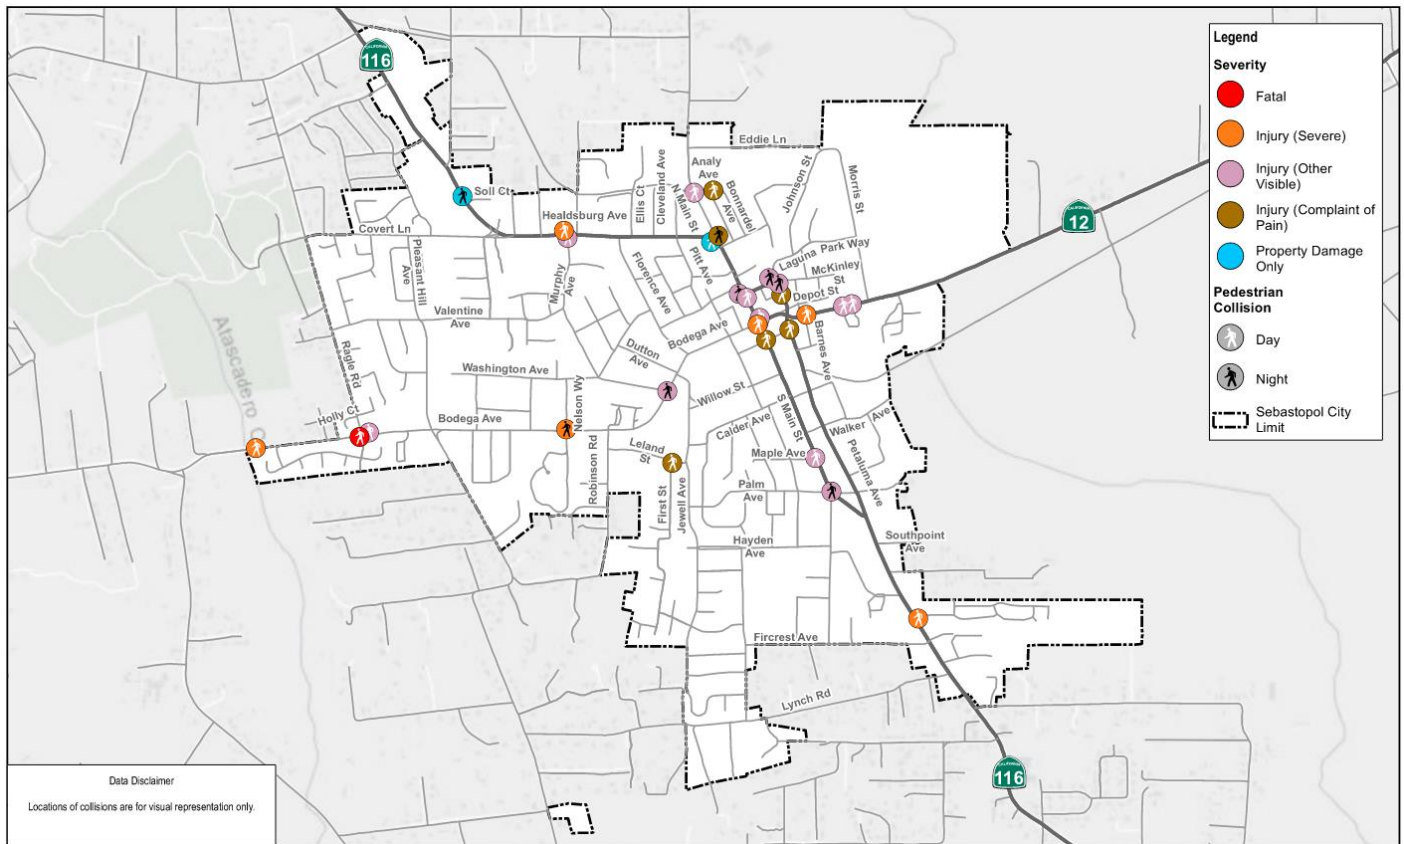 CALIFORNIA
116
Legend
Severity
Fatal
Injury (Severe)
Injury (Other
Visible)
Injury (Complaint of
Pain)
Property Damage
Only
Pedestrian
Collision
Day
Night
Sebastopol City
Limit
Eddie Ln
Analy
Ave
Johnson St
Morris St
Cleveland Ave
Ellis Ct
N Main St
Bonnardel
Ave
Soll Ct
CALIFORNIA
12
Healdsburg Ave
Covert Ln
Pleasant Hill
Ave
Murphy
Ave
Florence Ave
Pitt Ave
Laguna Park Way
McKinley
St
Depot St
Valentine
Ave
Bodega Ave
Barnes Ave
Atascadero C
Ragle Rd
Dutton
Ave
Washington Ave
Nelson Wy
Willow St
Holly Ct
Bodega Ave
Calder Ave
S Main St
Walker Ave
Leland
St
Robinson Rd
Maple Ave
Petaluma Ave
Palm
Ave
First St
Jewell Ave
Hayden
Ave
Southpoint
Ave
Fircrest Ave
Lynch Rd
CALIFORNIA
116
Data Disclaimer
Locations of collisions are for visual representation only.